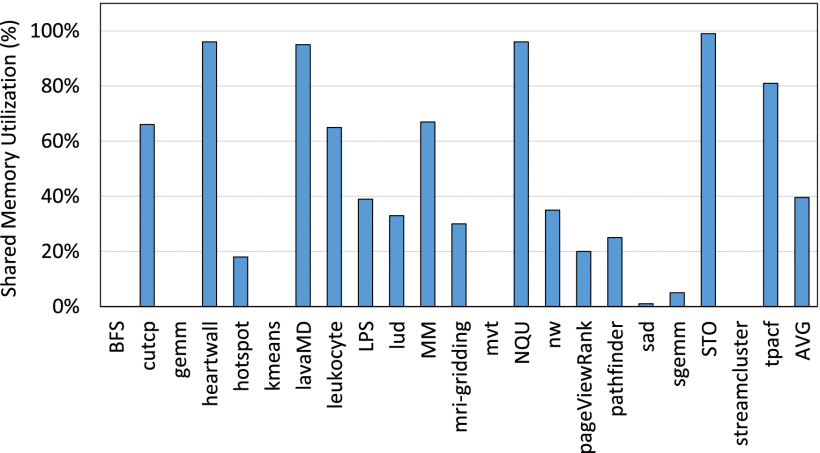 Shared Memory Utilization (%)
100%
80%
60%
40%
20%
0%
BFS
cutcp
gemm
heartwall
hotspot
kmeans
lavaMD
leukocyte
LPS
lud
MM
mri-gridding
mvt
NQU
nw
pageViewRank
pathfinder
sad
sgemm
STO
streamcluster
tpacf
AVG